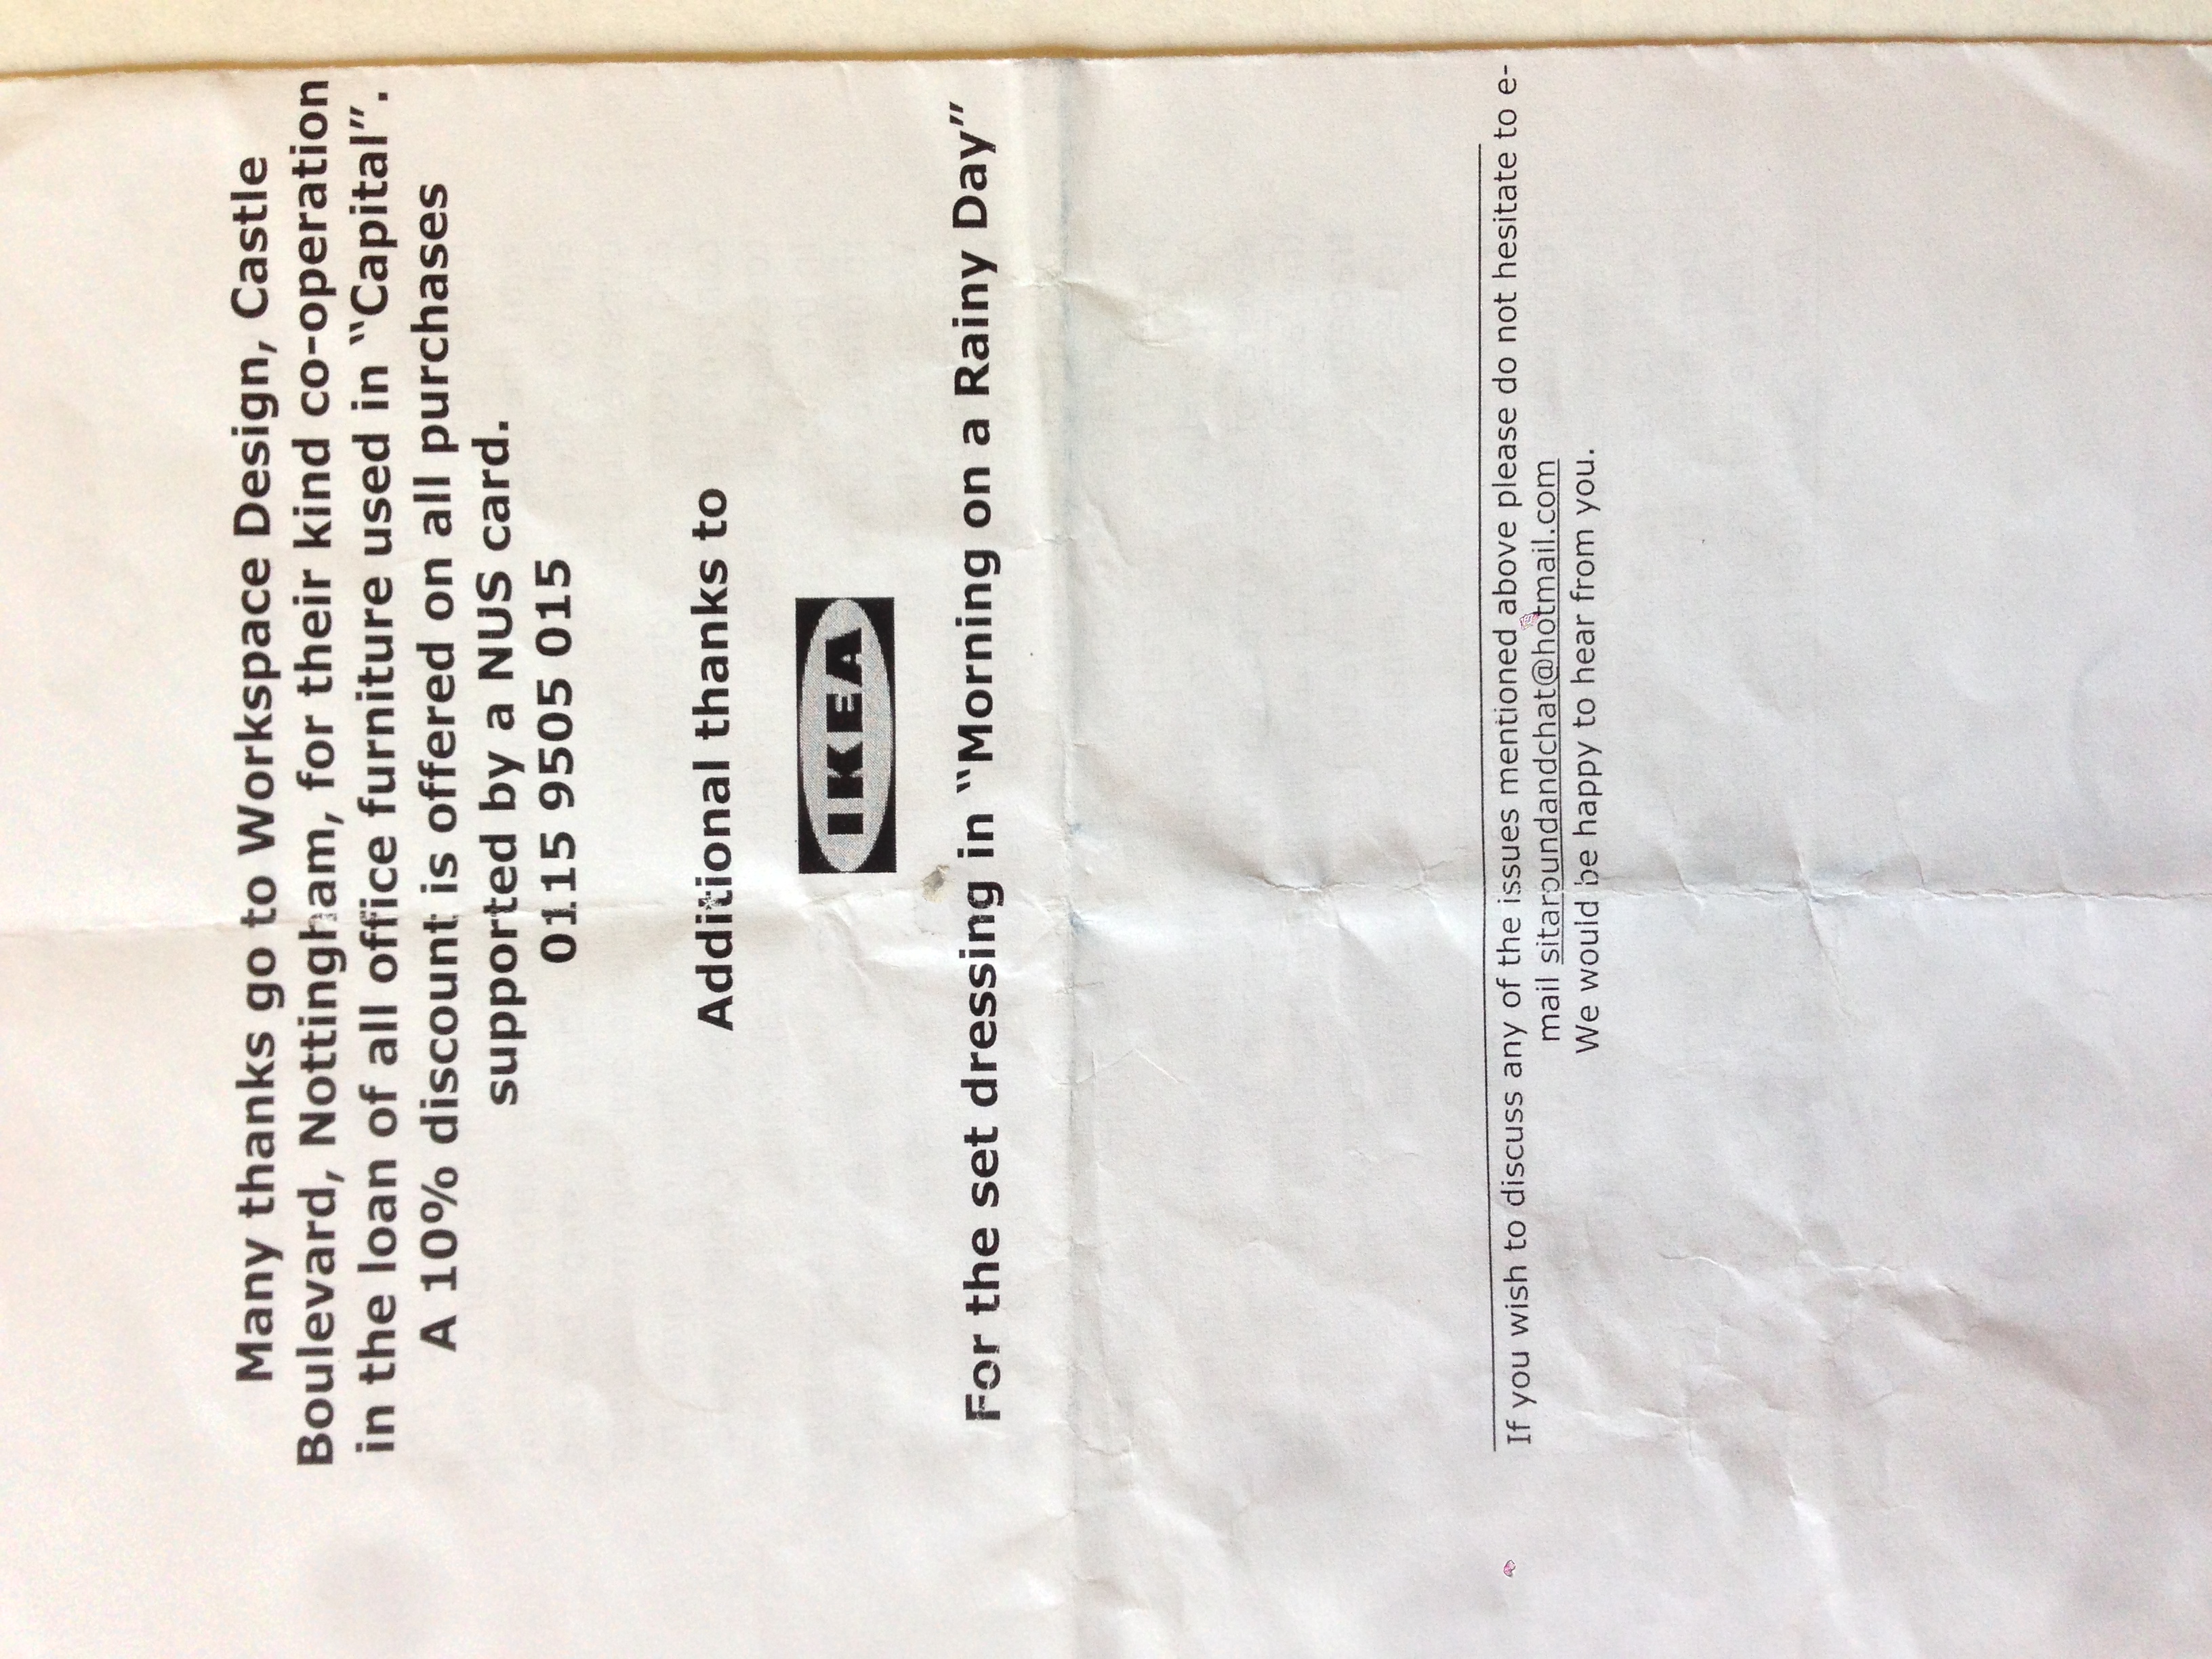 Many thanks go to Workspace Design, Castle
Boulevard, Nottingham, for their kind co-operation
in the loan of all office furniture used in “Capital”.
A 10% discount is offered on all purchases
supported by a NUS card.
0115 9505 015
Additional thanks to
IKEA
For the set dressing in “Morning on a Rainy Day”
If you wish to discuss any of the issues mentioned above please do not hesitate to e-
mail sitaroundandchat@hotmail.com
We would be happy to hear from you.